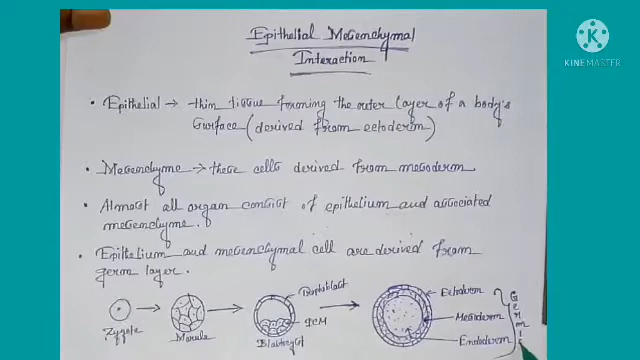 Epithelial Mesenchymal
Interaction
KINEMASTER
• Epithelial → thin tissue forming the outer layer of a body's
surface (derived from ectoderm)
• Mesenchyme → these cells derived from mesoderm.
• Almost all organ consist of epithelium and associated
mesenchyme.
• Epithelium and mesenchymal cell are derived from
germ layer.
Zygote
Morula
ICM
Blastocyst
Ectoderm
Mesoderm
Endoderm
Germ